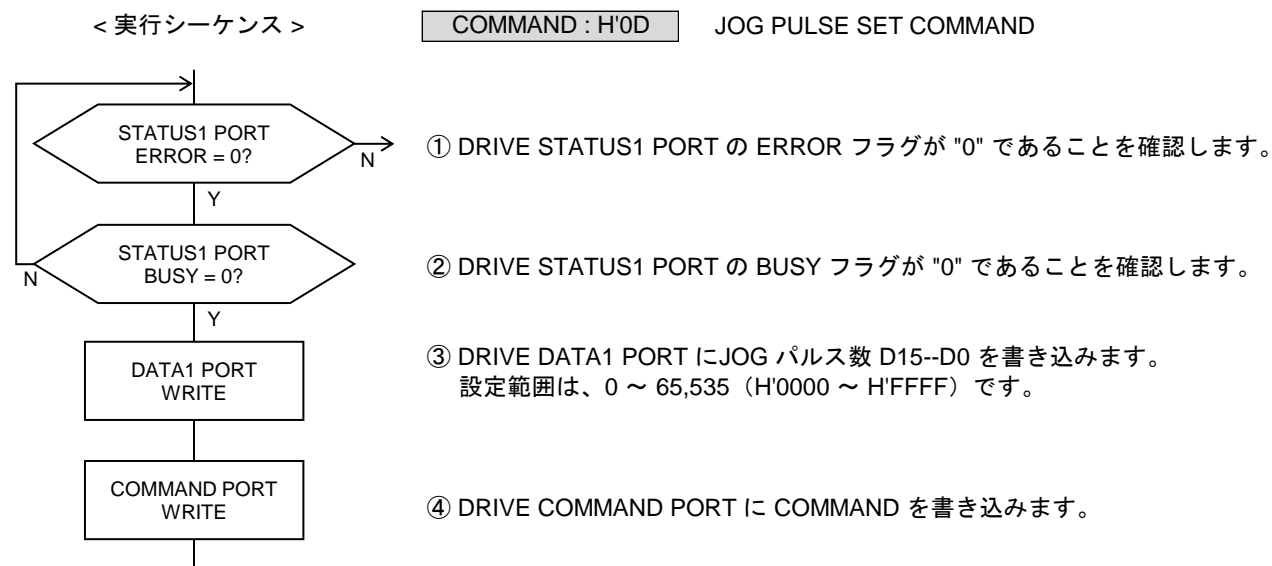 < 実行シーケンス >
COMMAND : H'0D
JOG PULSE SET COMMAND
STATUS1 PORT
ERROR = 0?
N
Y
① DRIVE STATUS1 PORT の ERROR フラグが "0" であることを確認します。
STATUS1 PORT
BUSY = 0?
N
Y
② DRIVE STATUS1 PORT の BUSY フラグが "0" であることを確認します。
DATA1 PORT
WRITE
③ DRIVE DATA1 PORT にJOG パルス数 D15--D0 を書き込みます。
設定範囲は、0 ～ 65,535（H'0000 ～ H'FFFF）です。
COMMAND PORT
WRITE
④ DRIVE COMMAND PORT に COMMAND を書き込みます。